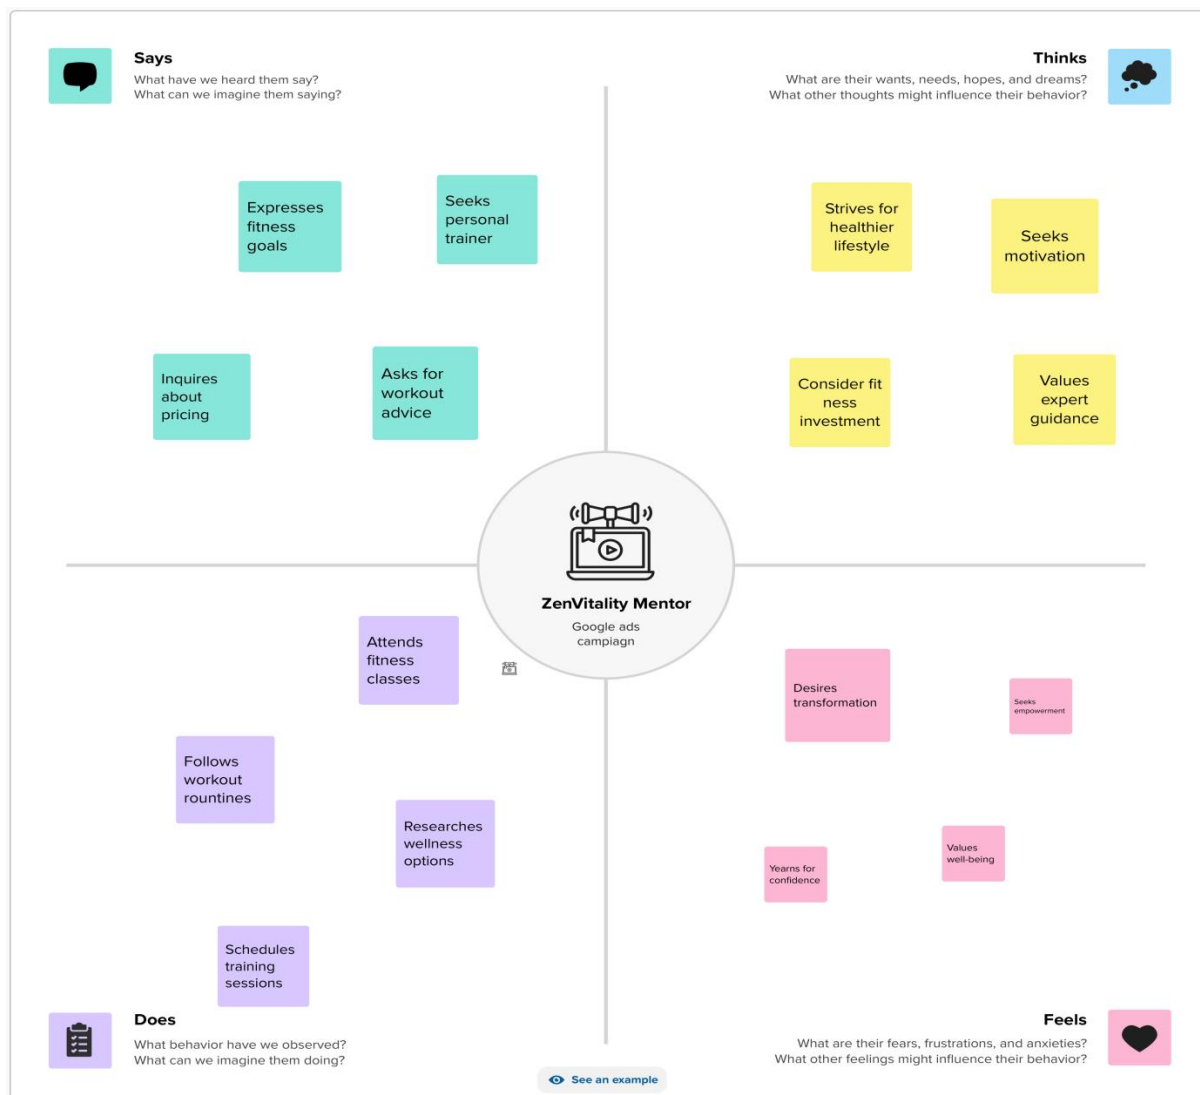 Says
What have we heard them say?
What can we imagine them saying?
Thinks
What are their wants, needs, hopes, and dreams?
What other thoughts might influence their behavior?
Expresses
fitness
goals
Seeks
personal
trainer
Inquires
about
pricing
Asks for
workout
advice
Strives for
healthier
lifestyle
Seeks
motivation
Consider fit
ness
investment
Values
expert
guidance
ZenVitality Mentor
Google ads
campiagn
Attends
fitness
classes
Follows
workout
rountines
Researches
wellness
options
Schedules
training
sessions
Desires
transformation
Seeks
empowerment
Yearns for
confidence
Values
well-being
Does
What behavior have we observed?
What can we imagine them doing?
Feels
What are their fears, frustrations, and anxieties?
What other feelings might influence their behavior?
See an example